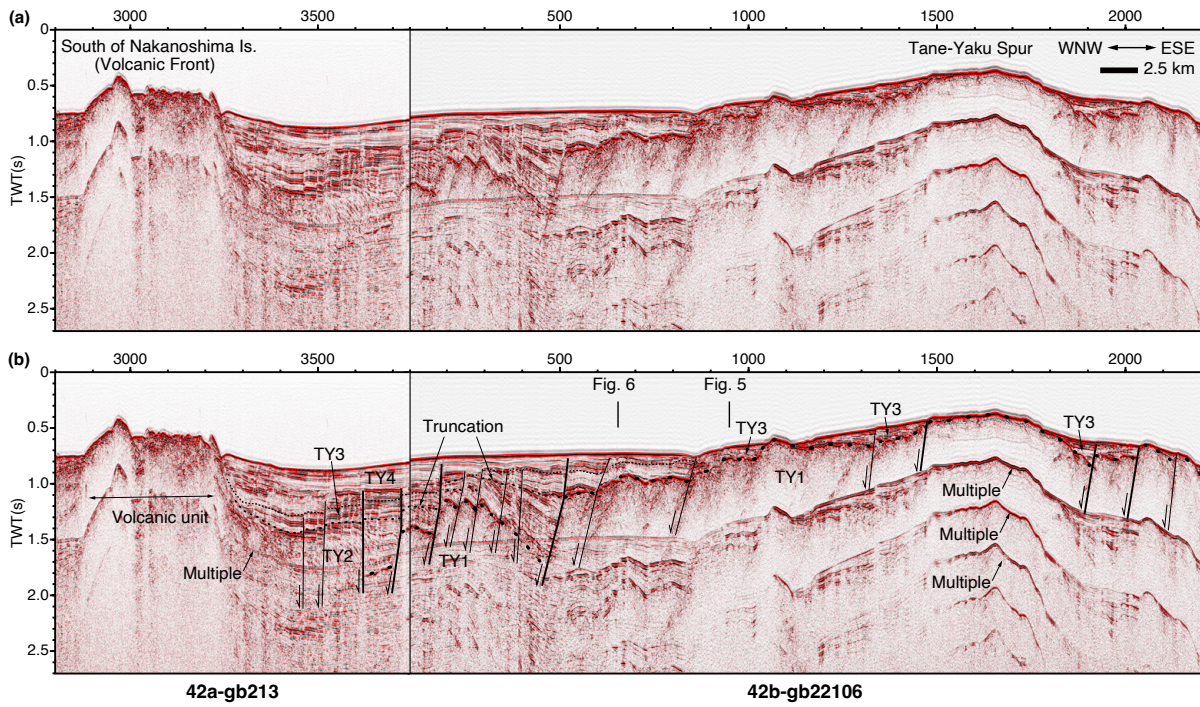 (a)
3000 3500 500 1000 1500 2000
South of Nakanoshima Is.
(Volcanic Front)
Tane-Yaku Spur
WNW ESE
2.5 km
0
0.5
1.0
1.5
2.0
2.5
TWT(s)
(b)
3000 3500 500 1000 1500 2000
0
0.5
1.0
1.5
2.0
2.5
TWT(s)
Fig. 6
Fig. 5
Truncation
TY3
TY3
TY3
TY3
TY4
TY1
Volcanic unit
TY2
TY1
Multiple
Multiple
Multiple
Multiple
42a-gb213
42b-gb22106